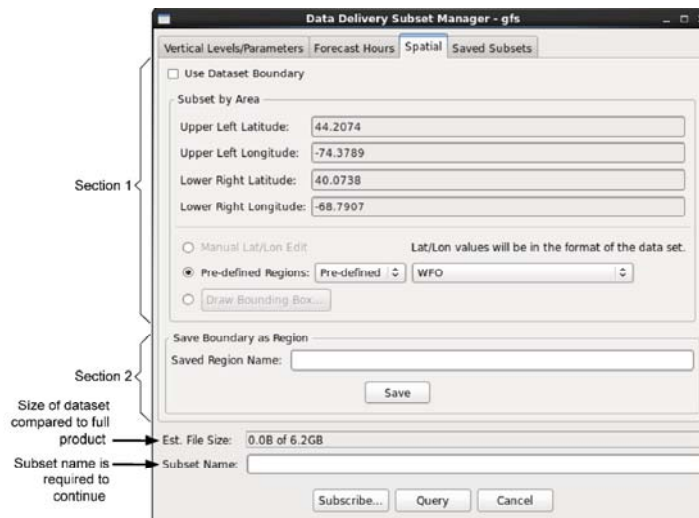 Data Delivery Subset Manager - gfs
Vertical Levels/Parameters Forecast Hours Spatial Saved Subsets
Use Dataset Boundary
Subset by Area
Upper Left Latitude: 44.2074
Upper Left Longitude: -74.3789
Section 1
Lower Right Latitude: 40.0738
Lower Right Longitude: -68.7907
Manual Lat/Lon Edit Lat/Lon values will be in the format of the data set.
Pre-defined Regions: Pre-defined WFO
Draw Bounding Box...
Save Boundary as Region
Saved Region Name:
Section 2
Save
Size of dataset
compared to full
product
Est. File Size: 0.0B of 6.2GB
Subset name is
required to
continue
Subset Name:
Subscribe... Query Cancel